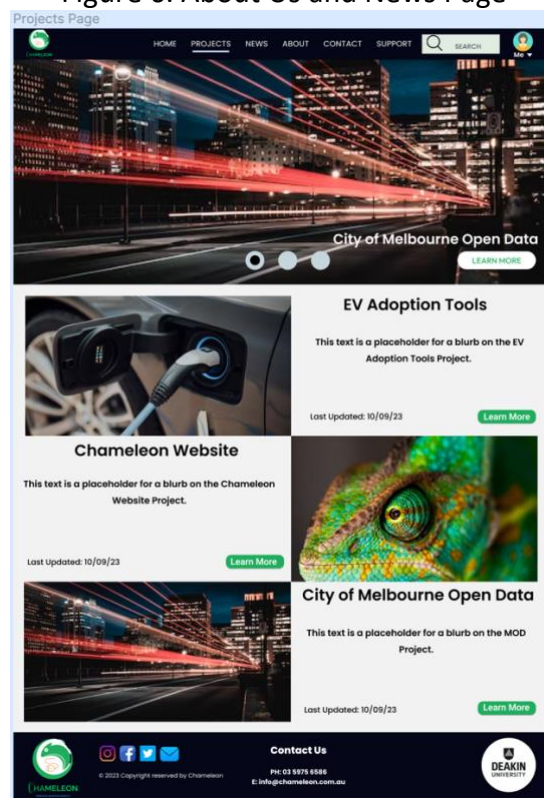 Figure 6: About Us and News Page
Projects Page
CHAMELEON
HOME PROJECTS NEWS ABOUT CONTACT SUPPORT SEARCH
Me
City of Melbourne Open Data
LEARN MORE
EV Adoption Tools
This text is a placeholder for a blurb on the EV
Adoption Tools Project.
Last Updated: 10/09/23 Learn More
Chameleon Website
This text is a placeholder for a blurb on the Chameleon
Website Project.
Last Updated: 10/09/23 Learn More
City of Melbourne Open Data
This text is a placeholder for a blurb on the MOD
Project.
Last Updated: 10/09/23 Learn More
CHAMELEON
© 2023 Copyright reserved by Chameleon
Contact Us
PH: 03 5975 6586
E: info@chameleon.com.au
DEAKIN
UNIVERSITY